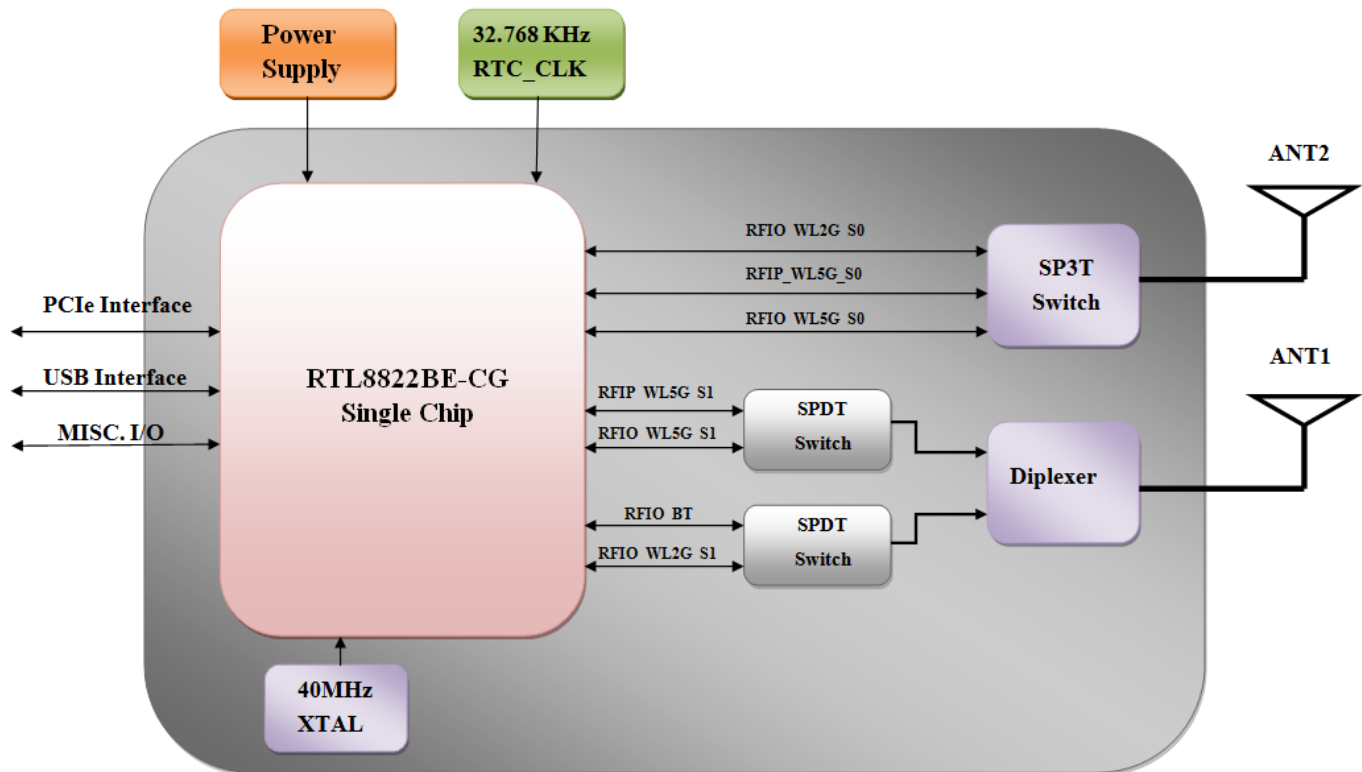 Power
Supply
32.768 KHz
RTC_CLK
ANT2
RFIO WL2G S0
RFIP_WL5G_S0
RFIO WL5G S0
SP3T
Switch
PCIe Interface
USB Interface
MISC. I/O
RTL8822BE-CG
Single Chip
ANT1
RFIP WL5G S1
RFIO WL5G S1
SPDT
Switch
Diplexer
RFIO BT
RFIO WL2G S1
SPDT
Switch
40MHz
XTAL